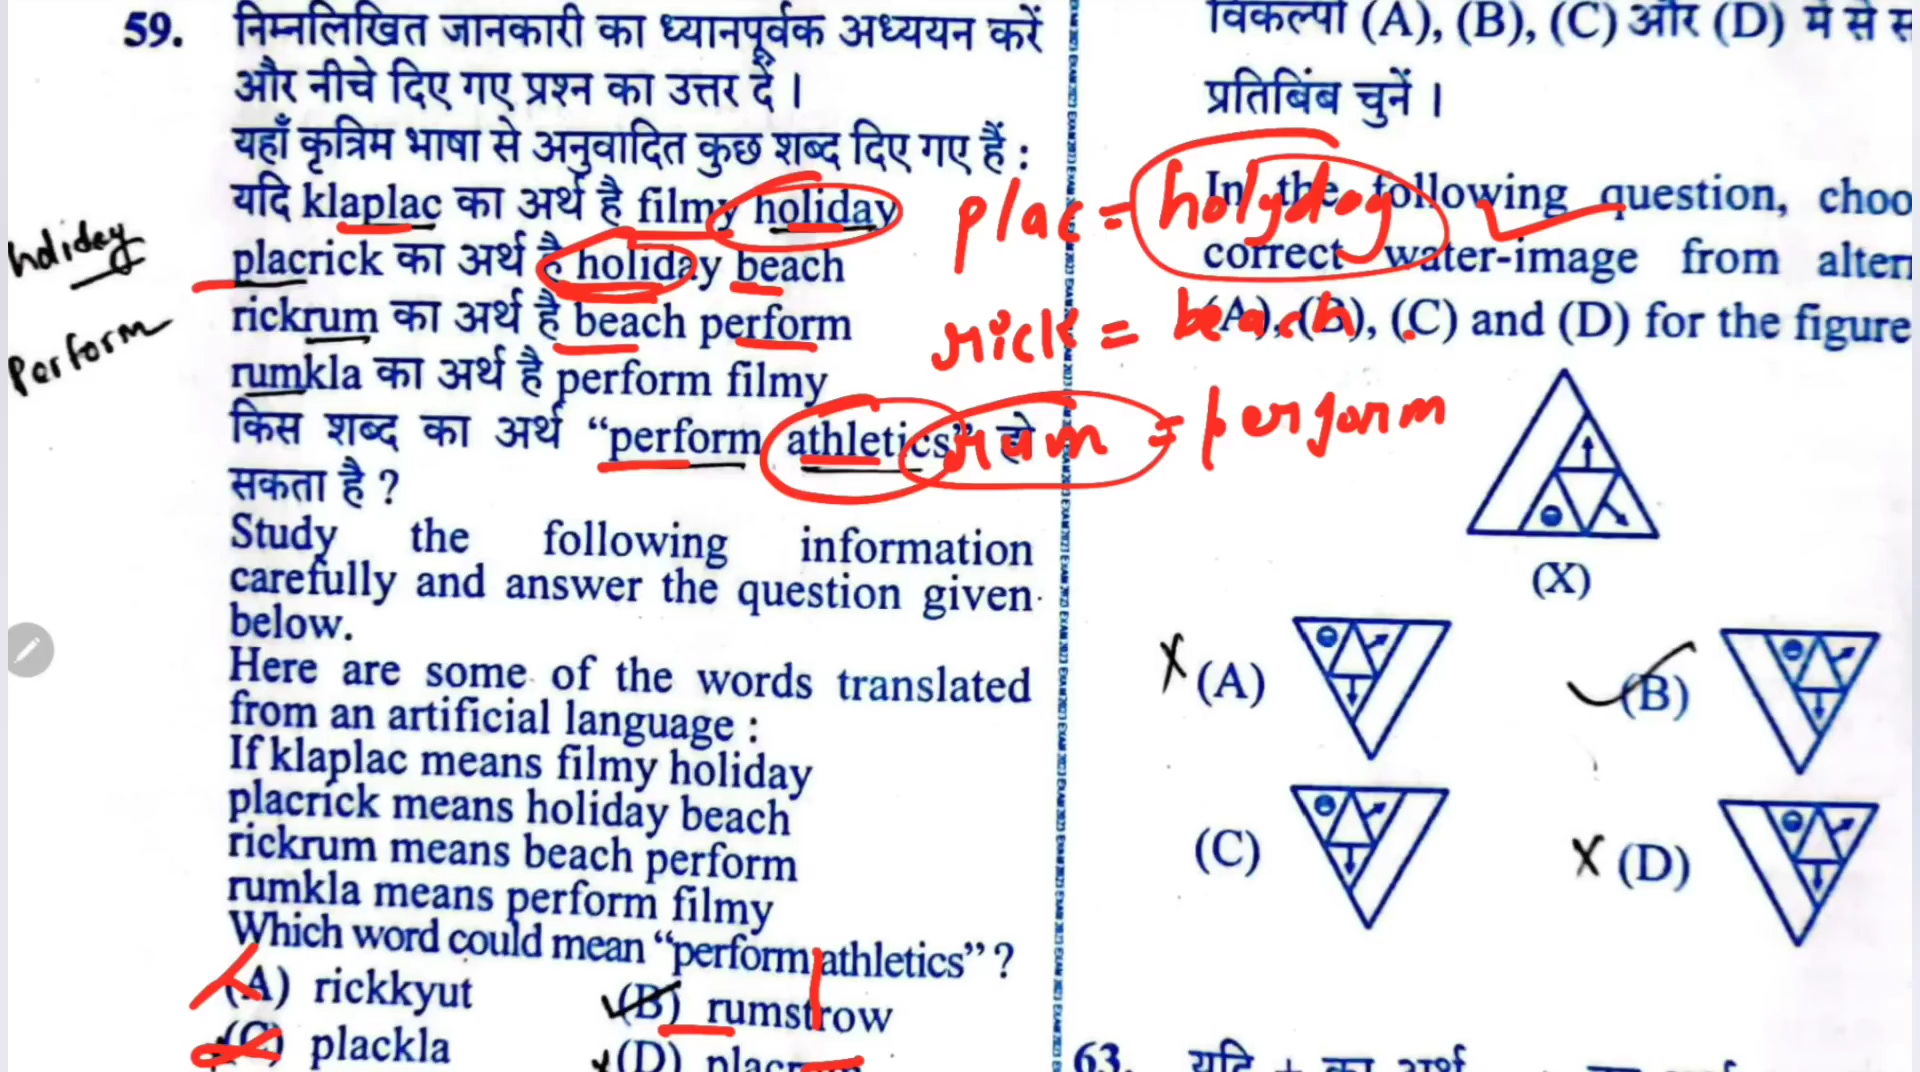 59. निम्नलिखित जानकारी का ध्यानपूर्वक अध्ययन करें
और नीचे दिए गए प्रश्न का उत्तर दें ।
यहाँ कृत्रिम भाषा से अनुवादित कुछ शब्द दिए गए हैं :
यदि klaplac का अर्थ है filmy holiday
placrick का अर्थ है holiday beach
rickrum का अर्थ है beach perform
rumkla का अर्थ है perform filmy
किस शब्द का अर्थ “perform athletics” हो
सकता है ?
Study the following information
carefully and answer the question given
below.
Here are some of the words translated
from an artificial language :
If klaplac means filmy holiday
placrick means holiday beach
rickrum means beach perform
rumkla means perform filmy
Which word could mean “perform athletics” ?
(A) rickkyut (B) rumstrow
(C) plackla (D)
holiday
perform
plac = holyday
rick = beach
rum = perform
विकल्पों (A), (B), (C) और (D) में से
प्रतिबिंब चुनें ।
In the following question, choo
correct water-image from altern
(A), (B), (C) and (D) for the figure
(X)
(A) (B)
(C) (D)
63. यदि + का अर्थ